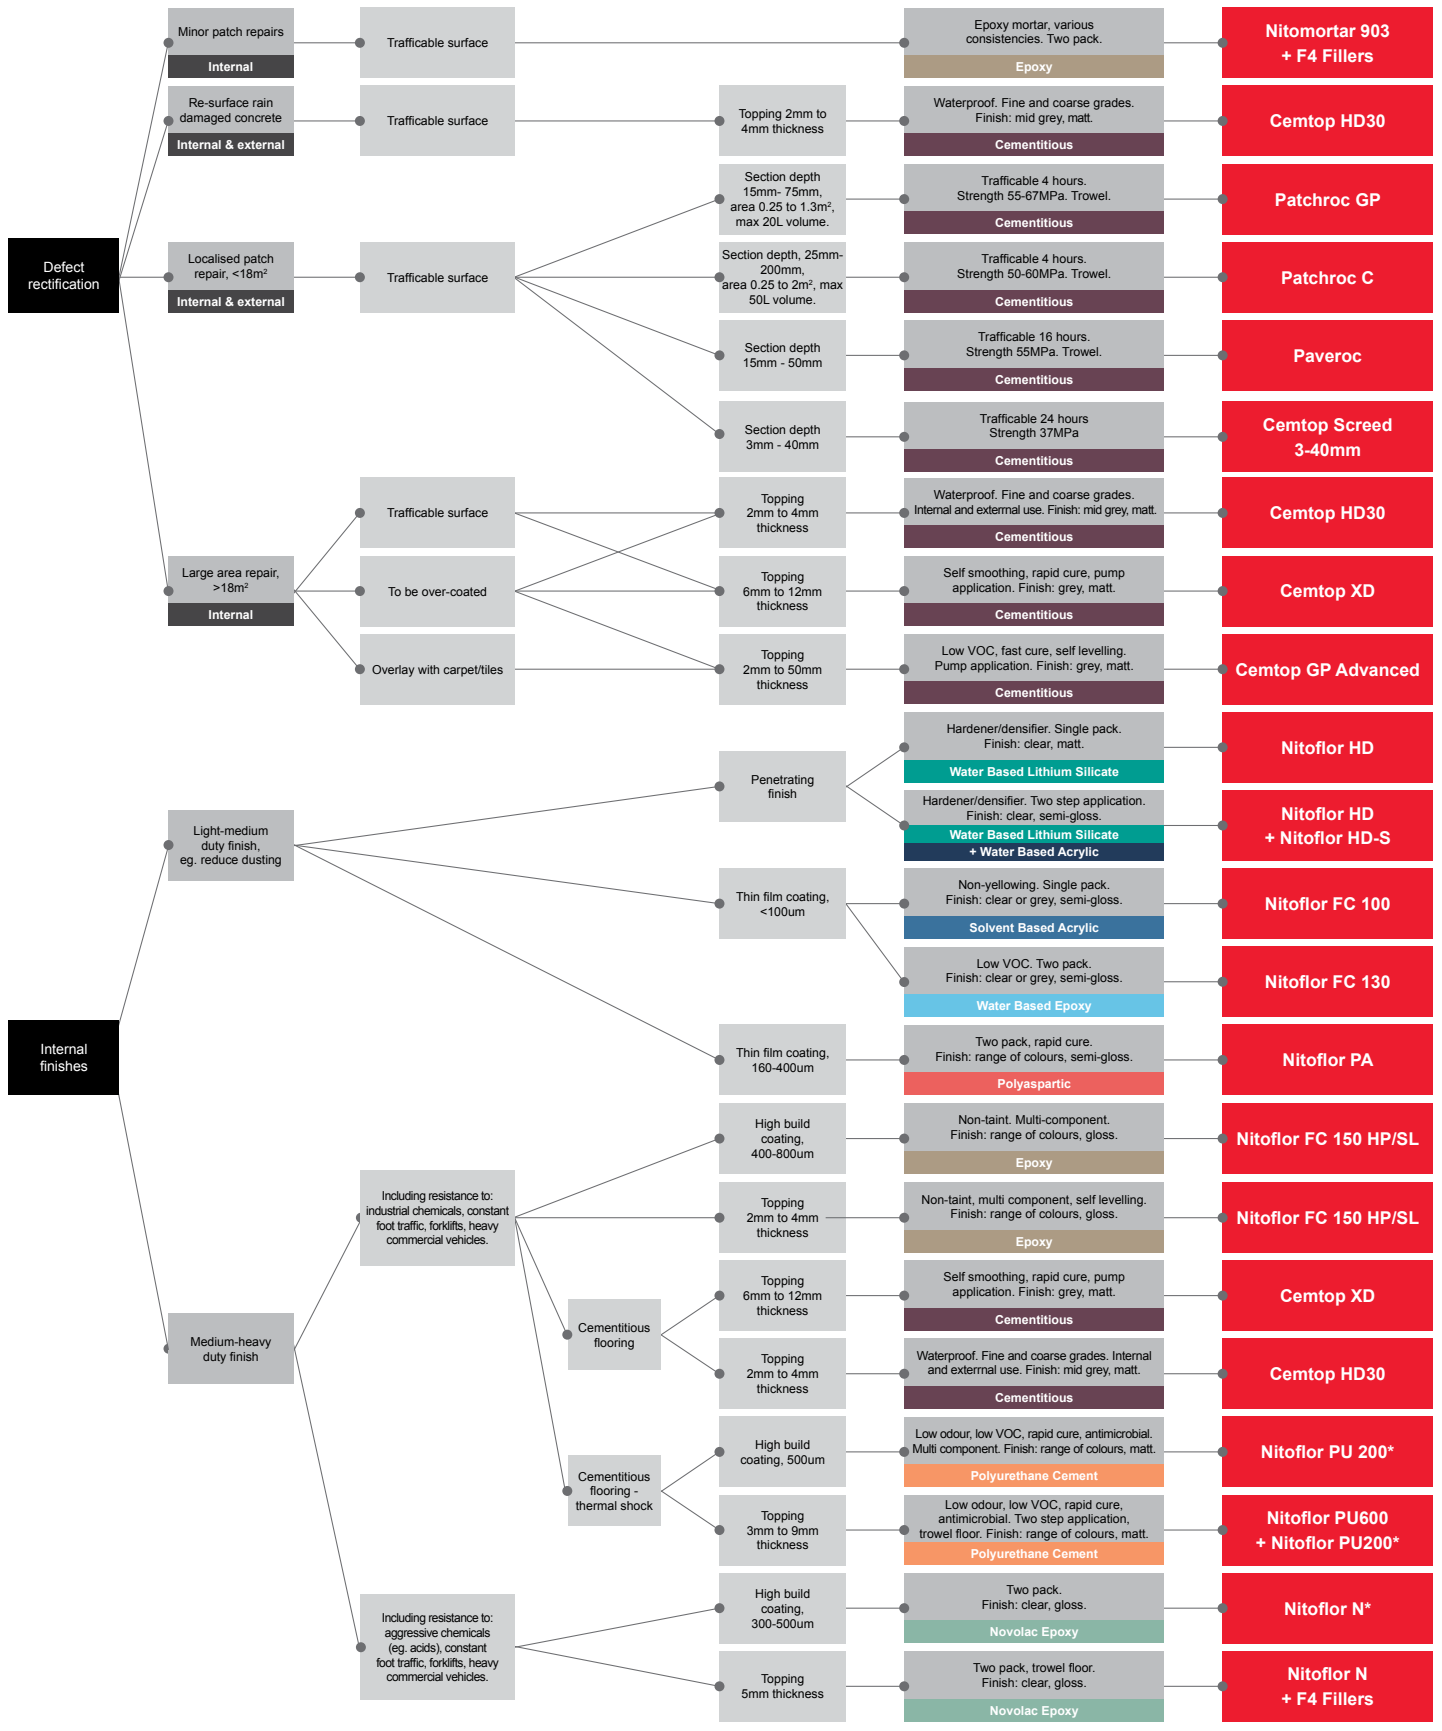 Minor patch repairs
Internal
Trafficable surface
Epoxy mortar, various
consistencies. Two pack.
Epoxy
Nitomortar 903
+ F4 Fillers
Re-surface rain
damaged concrete
Internal & external
Trafficable surface
Topping 2mm to
4mm thickness
Waterproof. Fine and coarse grades.
Finish: mid grey, matt.
Cementitious
Cemtop HD30
Section depth
15mm- 75mm,
area 0.25 to 1.3m²,
max 20L volume.
Trafficable 4 hours.
Strength 55-67MPa. Trowel.
Cementitious
Patchroc GP
Defect
rectification
Localised patch
repair, <18m²
Internal & external
Trafficable surface
Section depth, 25mm-
200mm,
area 0.25 to 2m², max
50L volume.
Trafficable 4 hours.
Strength 50-60MPa. Trowel.
Cementitious
Patchroc C
Section depth
15mm - 50mm
Trafficable 16 hours.
Strength 55MPa. Trowel.
Cementitious
Paveroc
Section depth
3mm - 40mm
Trafficable 24 hours
Strength 37MPa
Cementitious
Cemtop Screed
3-40mm
Trafficable surface
Topping
2mm to 4mm
thickness
Waterproof. Fine and coarse grades.
Internal and exterrnal use. Finish: mid grey, matt.
Cementitious
Cemtop HD30
Large area repair,
>18m²
Internal
To be over-coated
Topping
6mm to 12mm
thickness
Self smoothing, rapid cure, pump
application. Finish: grey, matt.
Cementitious
Cemtop XD
Overlay with carpet/tiles
Topping
2mm to 50mm
thickness
Low VOC, fast cure, self levelling.
Pump application. Finish: grey, matt.
Cementitious
Cemtop GP Advanced
Penetrating
finish
Hardener/densifier. Single pack.
Finish: clear, matt.
Water Based Lithium Silicate
Nitoflor HD
Light-medium
duty finish,
eg. reduce dusting
Hardener/densifier. Two step application.
Finish: clear, semi-gloss.
Water Based Lithium Silicate
+ Water Based Acrylic
Nitoflor HD
+ Nitoflor HD-S
Thin film coating,
<100um
Non-yellowing. Single pack.
Finish: clear or grey, semi-gloss.
Solvent Based Acrylic
Nitoflor FC 100
Low VOC. Two pack.
Finish: clear or grey, semi-gloss.
Water Based Epoxy
Nitoflor FC 130
Internal
finishes
Thin film coating,
160-400um
Two pack, rapid cure.
Finish: range of colours, semi-gloss.
Polyaspartic
Nitoflor PA
High build
coating,
400-800um
Non-taint. Multi-component.
Finish: range of colours, gloss.
Epoxy
Nitoflor FC 150 HP/SL
Including resistance to:
industrial chemicals, constant
foot traffic, forklifts, heavy
commercial vehicles.
Topping
2mm to 4mm
thickness
Non-taint, multi component, self levelling.
Finish: range of colours, gloss.
Epoxy
Nitoflor FC 150 HP/SL
Medium-heavy
duty finish
Cementitious
flooring
Topping
6mm to 12mm
thickness
Self smoothing, rapid cure, pump
application. Finish: grey, matt.
Cementitious
Cemtop XD
Topping
2mm to 4mm
thickness
Waterproof. Fine and coarse grades. Internal
and exterrnal use. Finish: mid grey, matt.
Cementitious
Cemtop HD30
Cementitious
flooring -
thermal shock
High build
coating, 500um
Low odour, low VOC, rapid cure, antimicrobial.
Multi component. Finish: range of colours, matt.
Polyurethane Cement
Nitoflor PU 200*
Topping
3mm to 9mm
thickness
Low odour, low VOC, rapid cure,
antimicrobial. Two step application,
trowel floor. Finish: range of colours, matt.
Polyurethane Cement
Nitoflor PU600
+ Nitoflor PU200*
Including resistance to:
aggressive chemicals
(eg. acids), constant
foot traffic, forklifts, heavy
commercial vehicles.
High build
coating,
300-500um
Two pack.
Finish: clear, gloss.
Novolac Epoxy
Nitoflor N*
Topping
5mm thickness
Two pack, trowel floor.
Finish: clear, gloss.
Novolac Epoxy
Nitoflor N
+ F4 Fillers